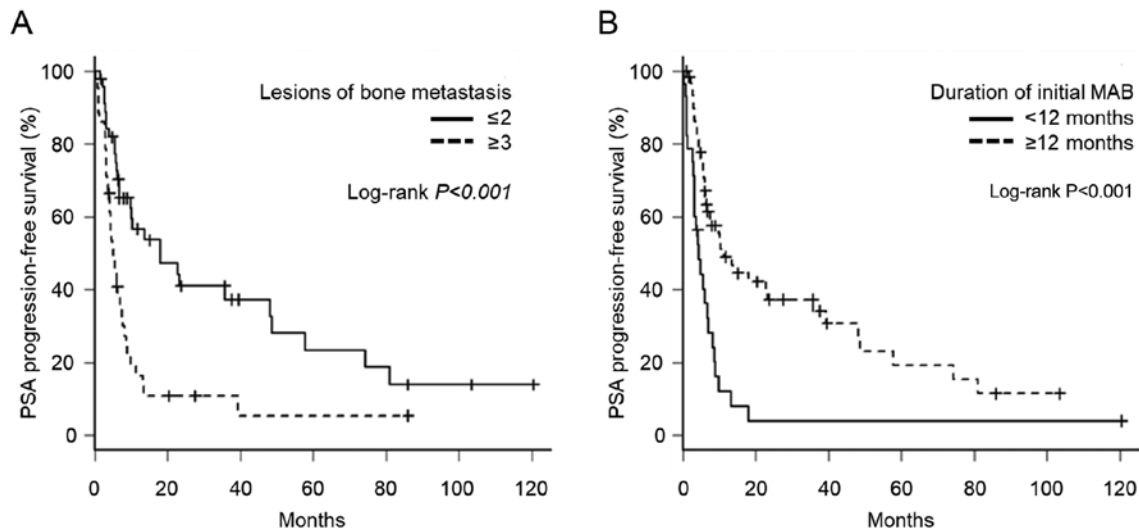 A
PSA progression-free survival (%)
100
80
60
40
20
0
Lesions of bone metastasis
≤2
≥3
Log-rank P<0.001
0 20 40 60 80 100 120
Months
B
PSA progression-free survival (%)
100
80
60
40
20
0
Duration of initial MAB
<12 months
≥12 months
Log-rank P<0.001
0 20 40 60 80 100 120
Months